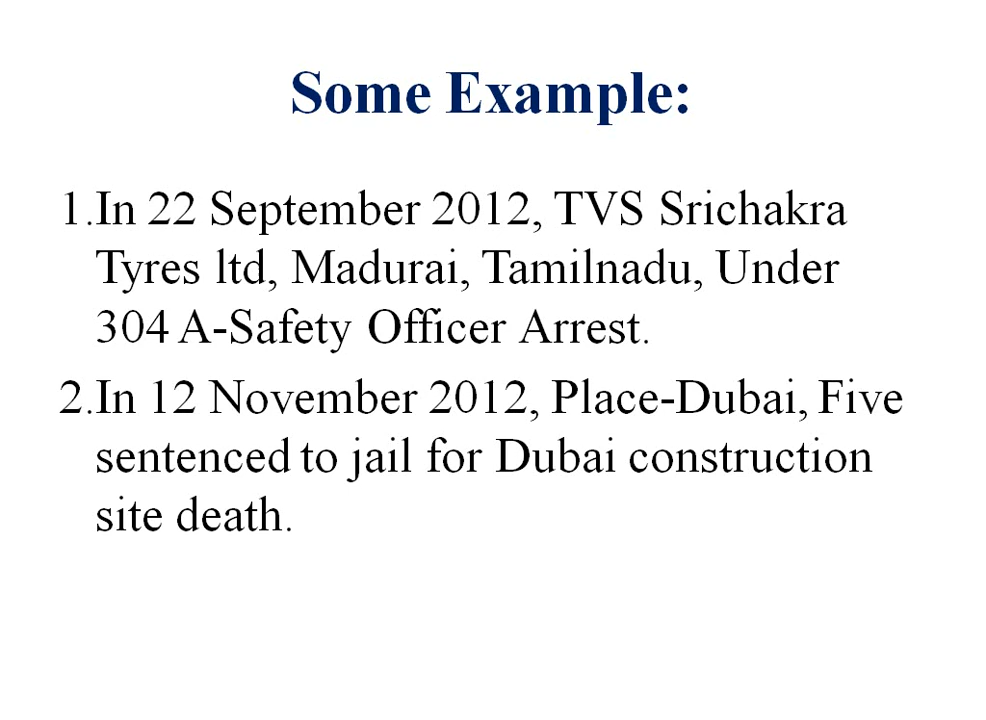 Some Example:
1.In 22 September 2012, TVS Srichakra
Tyres ltd, Madurai, Tamilnadu, Under
304 A-Safety Officer Arrest.
2.In 12 November 2012, Place-Dubai, Five
sentenced to jail for Dubai construction
site death.